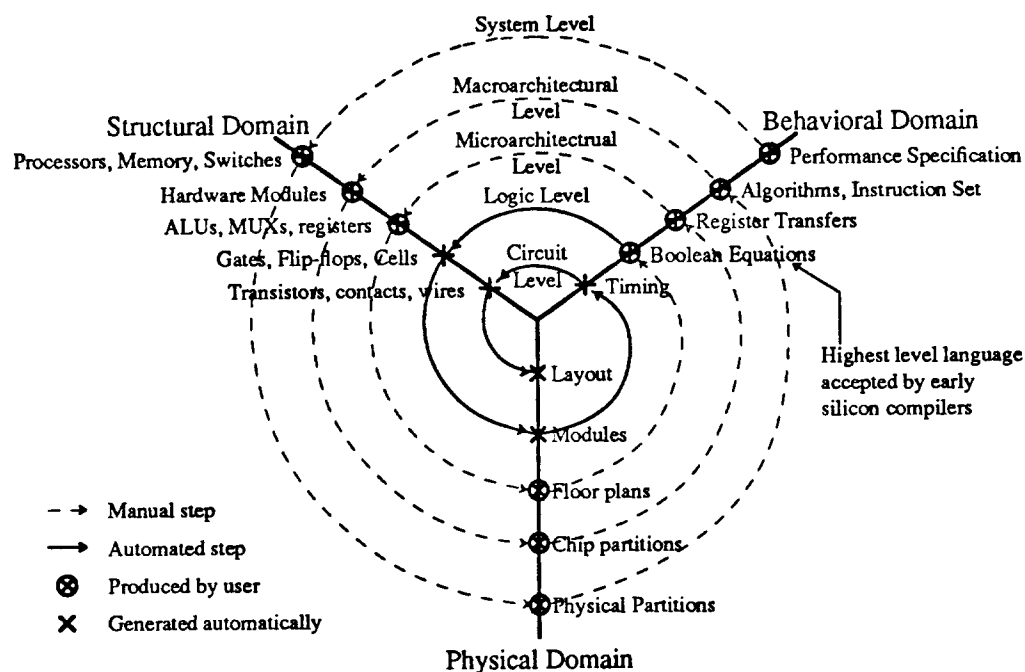 System Level
Macroarchitectural
Level
Structural Domain
Behavioral Domain
Microarchitectrual
Level
Processors, Memory, Switches
Performance Specification
Hardware Modules
Algorithms, Instruction Set
Logic Level
ALUs, MUXs, registers
Register Transfers
Gates, Flip-flops, Cells
Circuit
Level
Boolean Equations
Transistors, contacts, wires
Timing
Highest level language
accepted by early
silicon compilers
Layout
Modules
Floor plans
Chip partitions
Physical Partitions
Manual step
Automated step
Produced by user
Generated automatically
Physical Domain